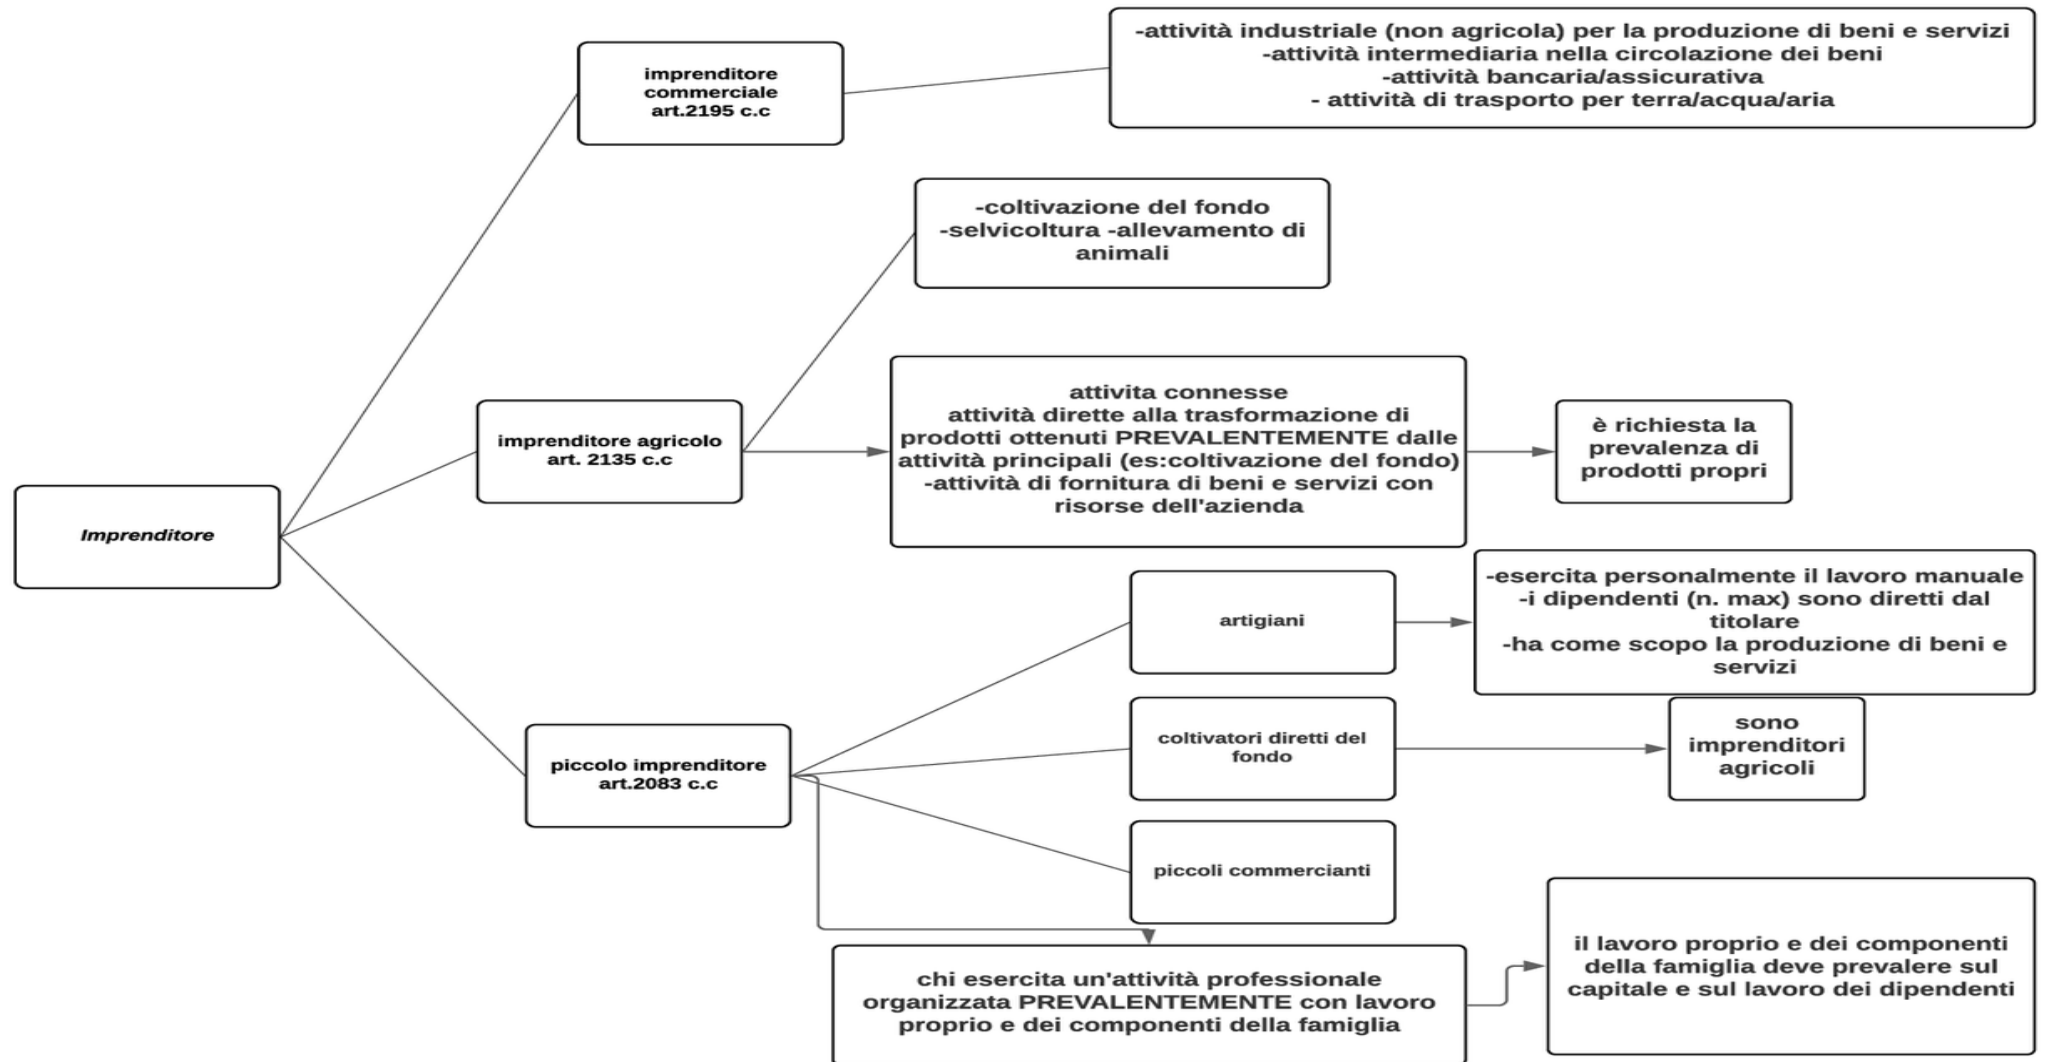 -attività industriale (non agricola) per la produzione di beni e servizi
-attività intermediaria nella circolazione dei beni
-attività bancaria/assicurativa
- attività di trasporto per terra/acqua/aria
imprenditore
commerciale
art.2195 c.c
-coltivazione del fondo
-selvicoltura -allevamento di
animali
imprenditore agricolo
art. 2135 c.c
attivita connesse
attività dirette alla trasformazione di
prodotti ottenuti PREVALENTEMENTE dalle
attività principali (es:coltivazione del fondo)
-attività di fornitura di beni e servizi con
risorse dell'azienda
è richiesta la
prevalenza di
prodotti propri
Imprenditore
artigiani
-esercita personalmente il lavoro manuale
-i dipendenti (n. max) sono diretti dal
titolare
-ha come scopo la produzione di beni e
servizi
piccolo imprenditore
art.2083 c.c
coltivatori diretti del
fondo
sono
imprenditori
agricoli
piccoli commercianti
chi esercita un'attività professionale
organizzata PREVALENTEMENTE con lavoro
proprio e dei componenti della famiglia
il lavoro proprio e dei componenti
della famiglia deve prevalere sul
capitale e sul lavoro dei dipendenti